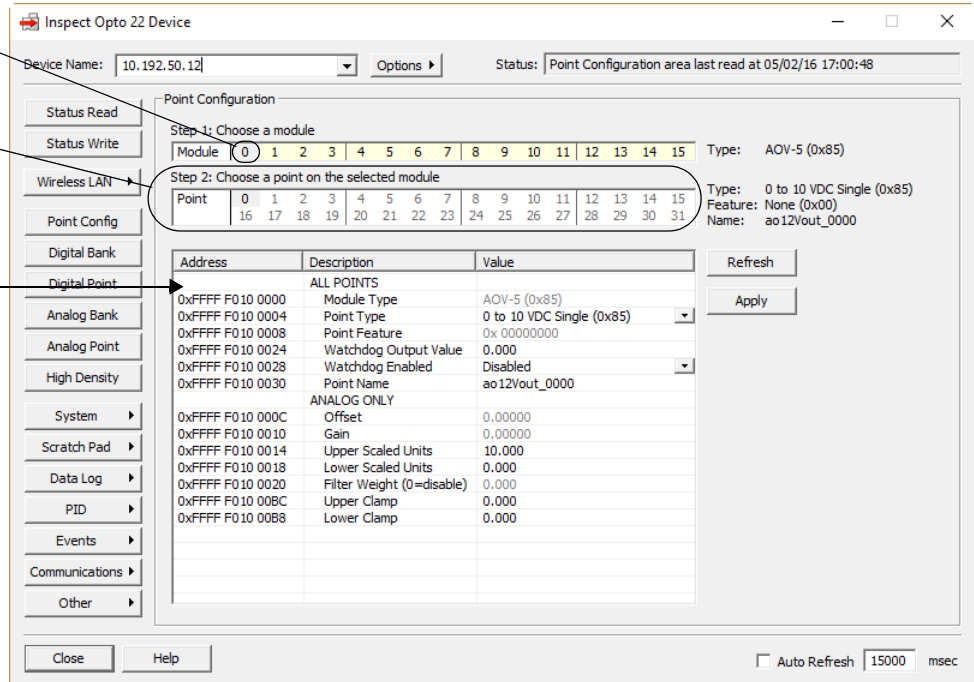 Inspect Opto 22 Device
Device Name: 10.192.50.12 Options Status: Point Configuration area last read at 05/02/16 17:00:48
Status Read
Status Write
Wireless LAN
Point Config
Digital Bank
Digital Point
Analog Bank
Analog Point
High Density
System
Scratch Pad
Data Log
PID
Events
Communications
Other
Point Configuration
Step 1: Choose a module
Module 0 1 2 3 4 5 6 7 8 9 10 11 12 13 14 15 Type: AOV-5 (0x85)
Step 2: Choose a point on the selected module
Point 0 1 2 3 4 5 6 7 8 9 10 11 12 13 14 15
16 17 18 19 20 21 22 23 24 25 26 27 28 29 30 31
Type: 0 to 10 VDC Single (0x85)
Feature: None (0x00)
Name: ao12Vout_0000
Address Description Value
ALL POINTS
0xFFFF F010 0000 Module Type AOV-5 (0x85)
0xFFFF F010 0004 Point Type 0 to 10 VDC Single (0x85)
0xFFFF F010 0008 Point Feature 0x 00000000
0xFFFF F010 0024 Watchdog Output Value 0.000
0xFFFF F010 0028 Watchdog Enabled Disabled
0xFFFF F010 0030 Point Name ao12Vout_0000
ANALOG ONLY
0xFFFF F010 000C Offset 0.00000
0xFFFF F010 0010 Gain 0.00000
0xFFFF F010 0014 Upper Scaled Units 10.000
0xFFFF F010 0018 Lower Scaled Units 0.000
0xFFFF F010 0020 Filter Weight (0=disable) 0.000
0xFFFF F010 00BC Upper Clamp 0.000
0xFFFF F010 00B8 Lower Clamp 0.000
Refresh
Apply
Close Help Auto Refresh 15000 msec